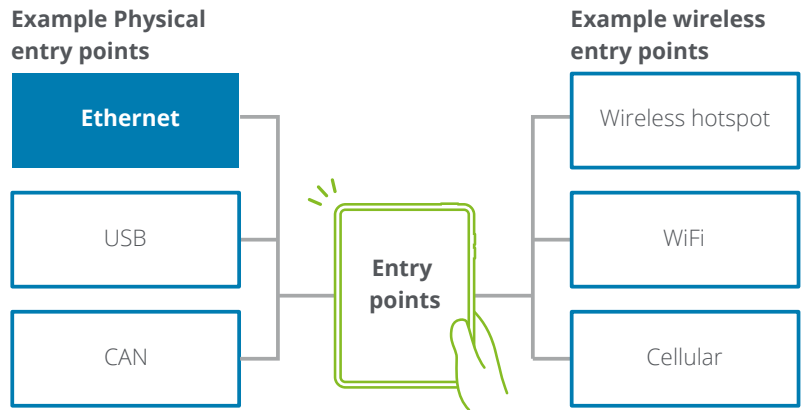 Example Physical
entry points
Ethernet
USB
CAN
Entry
points
Example wireless
entry points
Wireless hotspot
WiFi
Cellular